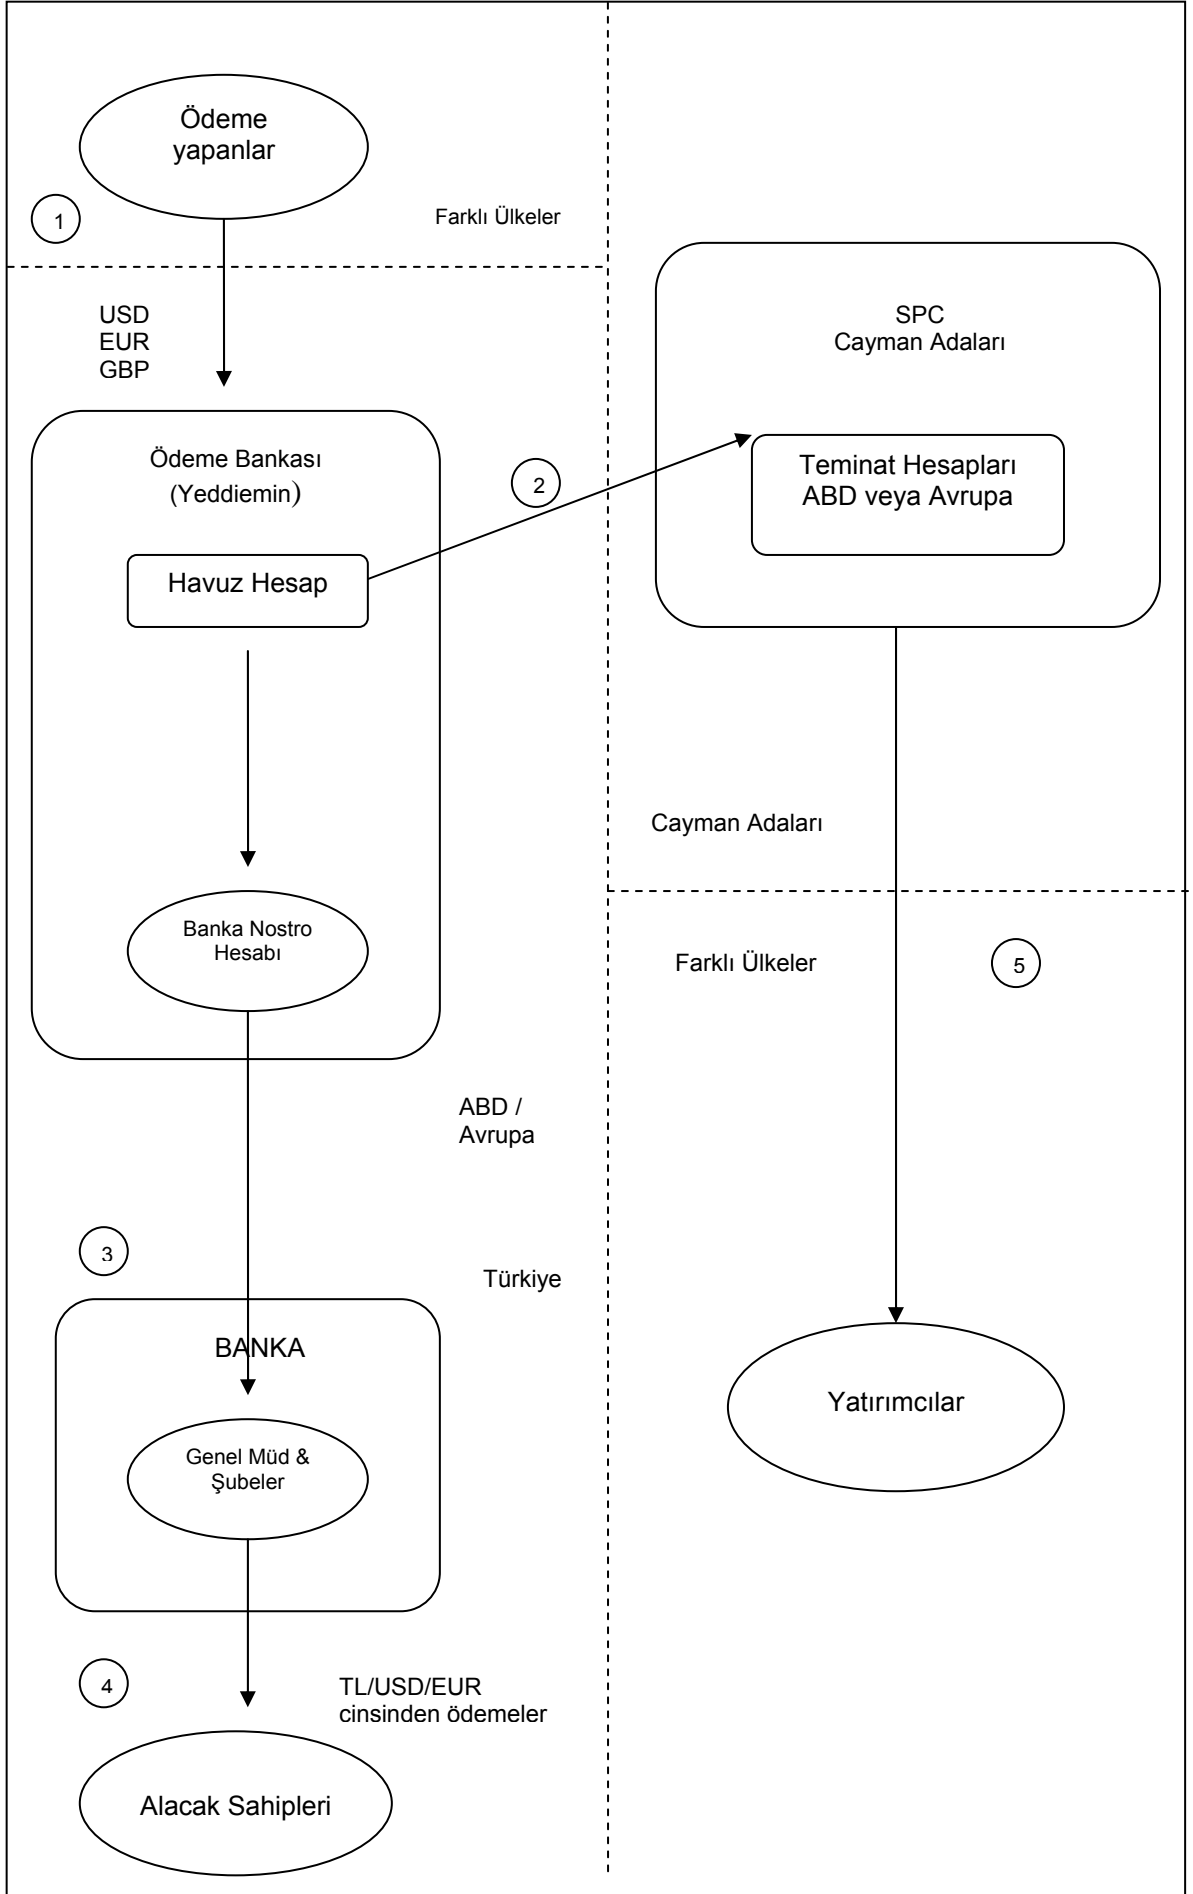 Ödeme
yapanlar
1
Farklı Ülkeler
USD
EUR
GBP
Ödeme Bankası
(Yeddiemin)
Havuz Hesap
2
SPC
Cayman Adaları
Teminat Hesapları
ABD veya Avrupa
Cayman Adaları
Banka Nostro
Hesabı
Farklı Ülkeler
5
ABD /
Avrupa
3
Türkiye
BANKA
Genel Müd &
Şubeler
Yatırımcılar
4
TL/USD/EUR
cinsinden ödemeler
Alacak Sahipleri